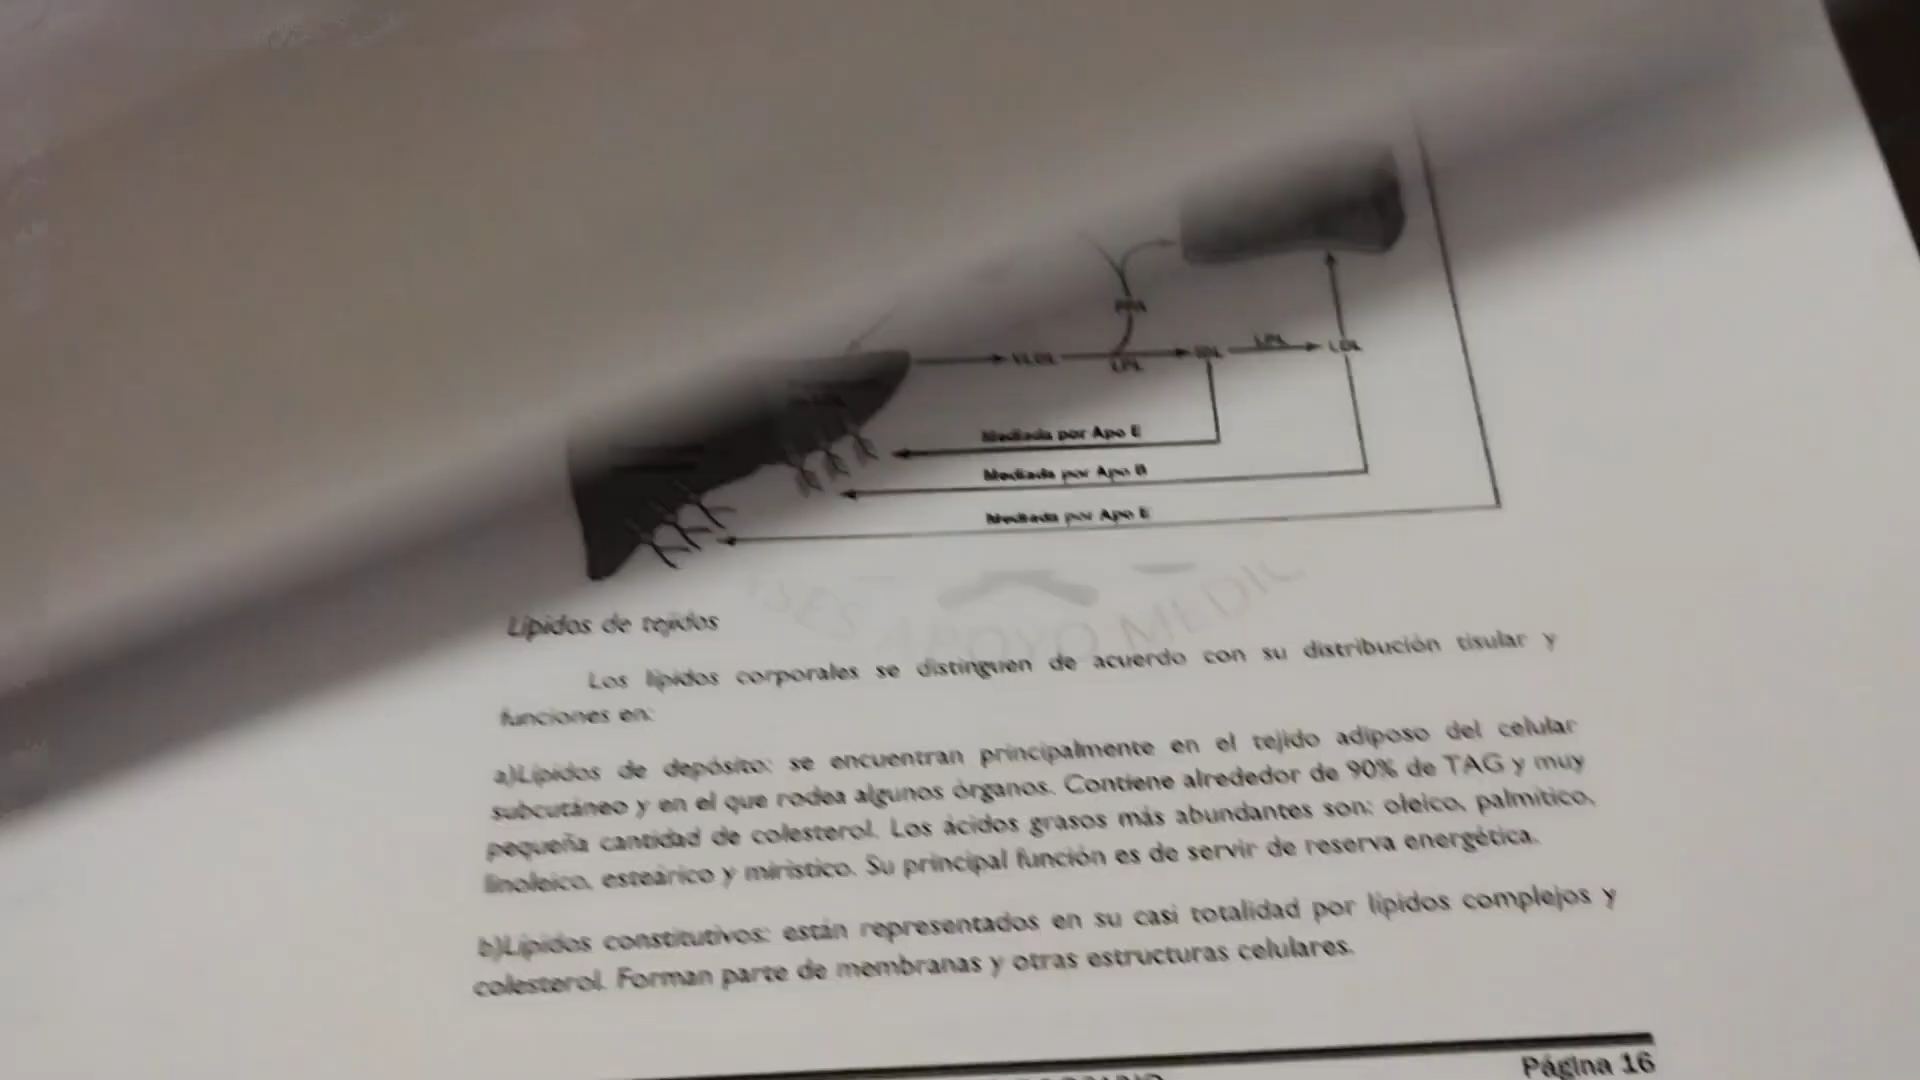 VLDL
LPL
IDL
LPL
LDL
Mediada por Apo E
Mediada por Apo B
Mediada por Apo E
APOYO MEDIC
Lípidos de tejidos
Los lípidos corporales se distinguen de acuerdo con su distribución tisular y
funciones en:
a)Lípidos de depósito: se encuentran principalmente en el tejido adiposo del celular
subcutáneo y en el que rodea algunos órganos. Contiene alrededor de 90% de TAG y muy
pequeña cantidad de colesterol. Los ácidos grasos más abundantes son: oleico, palmítico,
linoleico, esteárico y mirístico. Su principal función es de servir de reserva energética.
b)Lípidos constitutivos: están representados en su casi totalidad por lípidos complejos y
colesterol. Forman parte de membranas y otras estructuras celulares.
Página 16